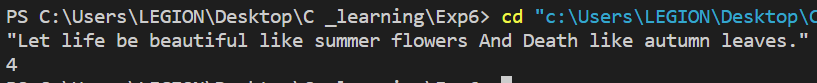 PS C:\Users\LEGION\Desktop\C _learning\Exp6> cd "c:\Users\LEGION\Desktop\C
"Let life be beautiful like summer flowers And Death like autumn leaves."
4